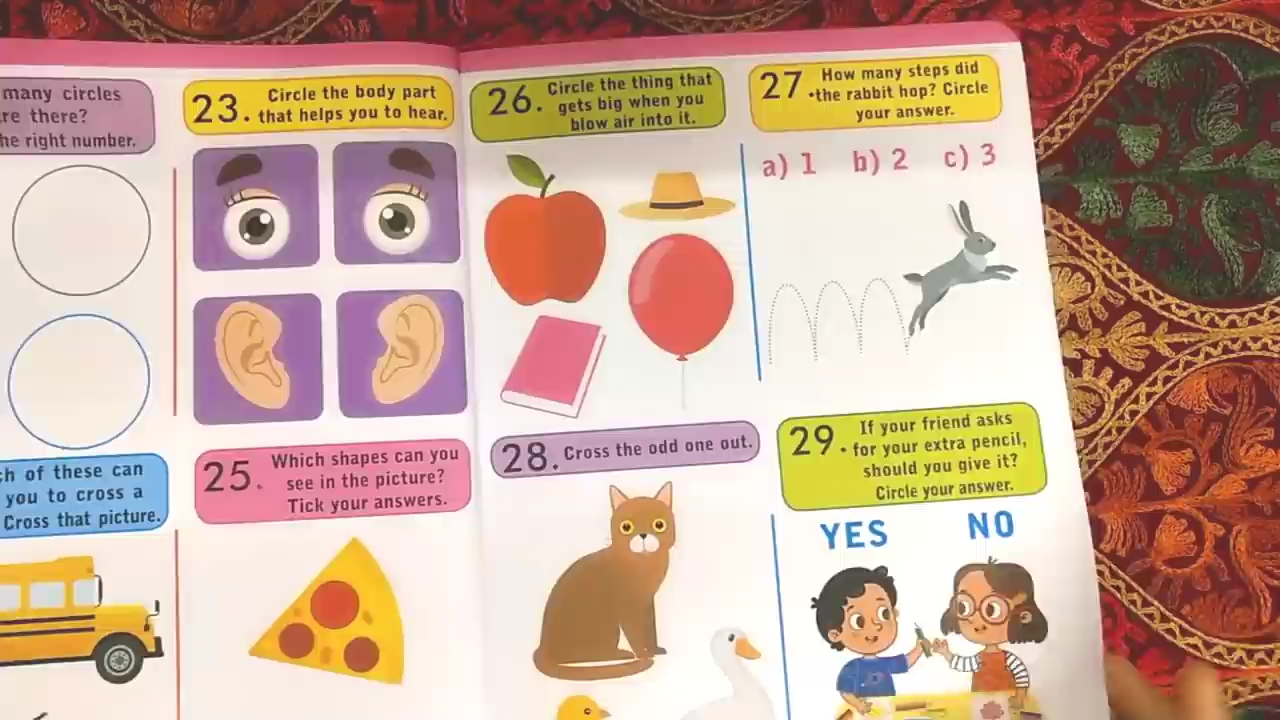 many circles
re there?
he right number.
23. Circle the body part
that helps you to hear.
ch of these can
you to cross a
Cross that picture.
25. Which shapes can you
see in the picture?
Tick your answers.
26. Circle the thing that
gets big when you
blow air into it.
27. How many steps did
the rabbit hop? Circle
your answer.
a) 1 b) 2 c) 3
28. Cross the odd one out.
29. If your friend asks
for your extra pencil,
should you give it?
Circle your answer.
YES NO